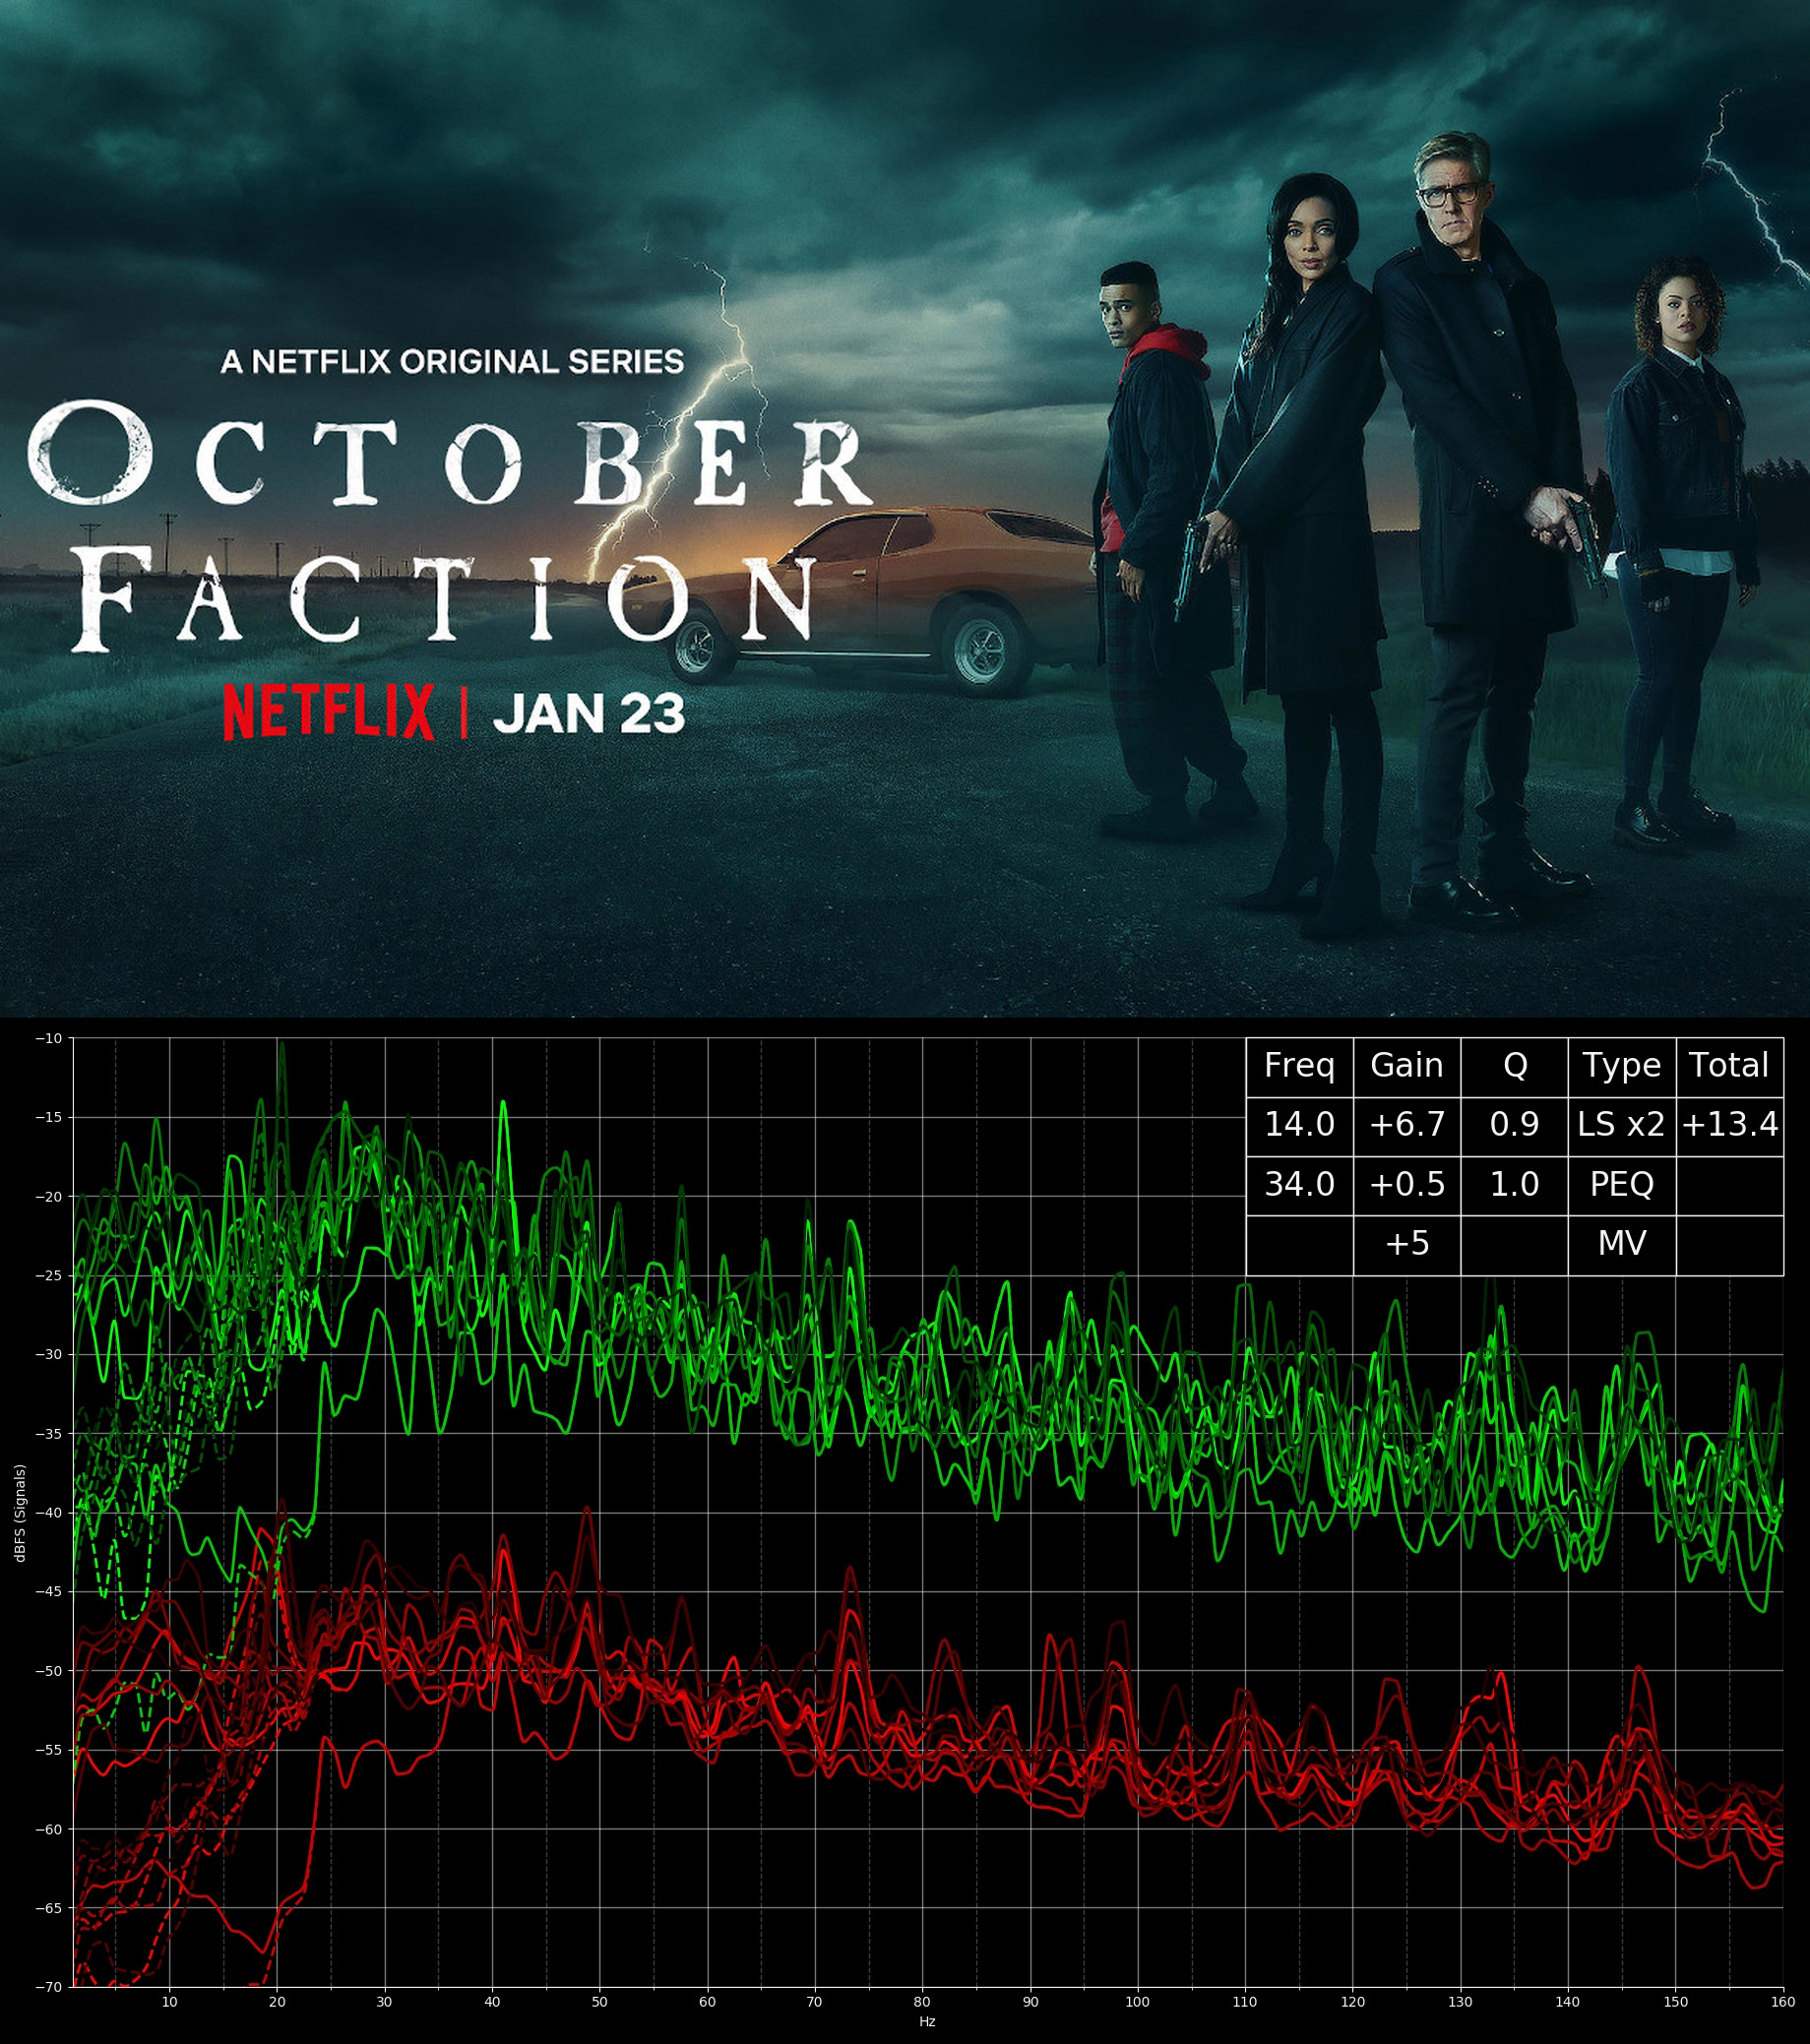 A NETFLIX ORIGINAL SERIES
OCTOBER
FACTION
NETFLIX | JAN 23
Freq Gain Q Type Total
14.0 +6.7 0.9 LS x2 +13.4
34.0 +0.5 1.0 PEQ
+5 MV
−10
−15
−20
−25
−30
−35
−40
−45
−50
−55
−60
−65
−70
dBFS (Signals)
10 20 30 40 50 60 70 80 90 100 110 120 130 140 150 160
Hz